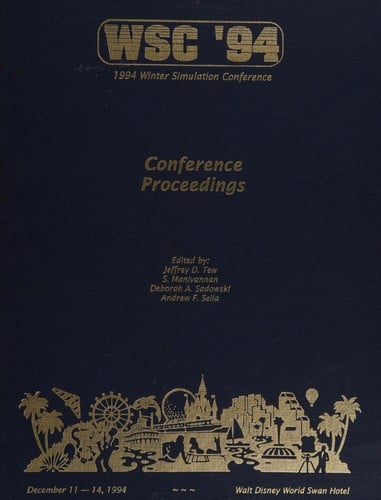 WSC '94
1994 Winter Simulation Conference
Conference
Proceedings
Edited by:
Jeffrey D. Tew
S. Manivannan
Deborah A. Sadowski
Andrew F. Seila
December 11 — 14, 1994 ~ ~ ~ Walt Disney World Swan Hotel